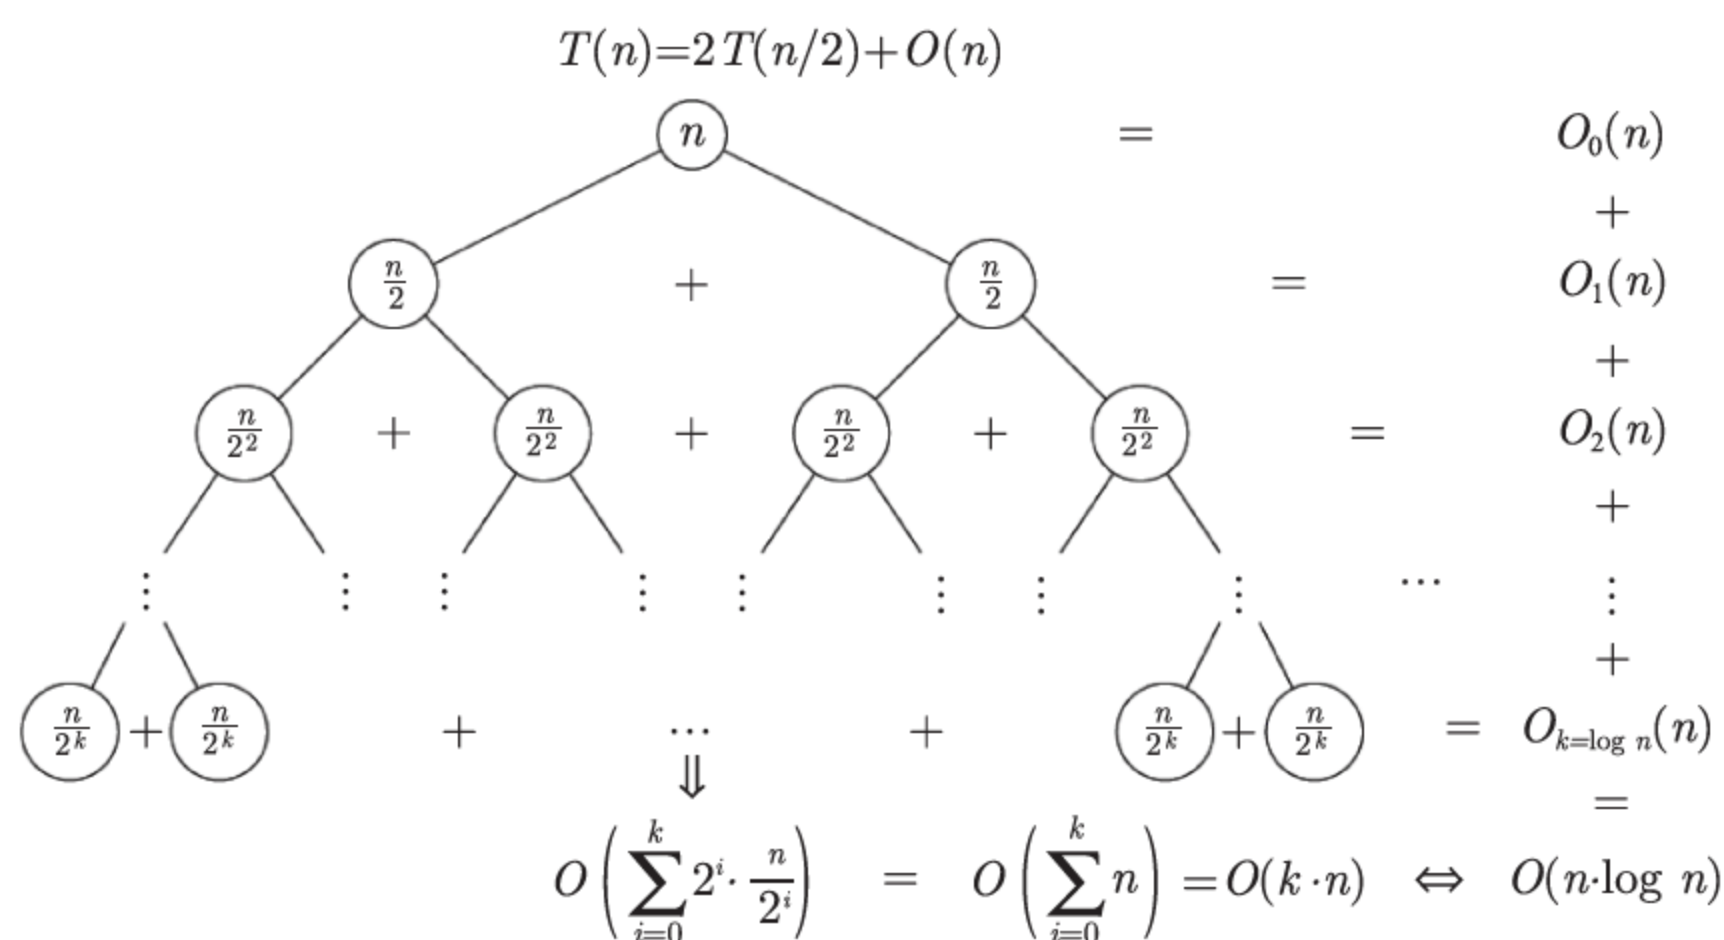 T(n)=2T(n/2)+O(n)
n = O₀(n)
+
n/2 + n/2 = O₁(n)
+
n/2² + n/2² + n/2² + n/2² = O₂(n)
+
⋮ ⋮ ⋮ ⋮ ⋮ ⋮ ⋮ ⋮ ⋯ ⋮
+
n/2ᵏ + n/2ᵏ + ⋯ + n/2ᵏ + n/2ᵏ = O_{k=log n}(n)
⇓ =
O(∑_{i=0}^{k} 2ⁱ· n/2ⁱ) = O(∑_{i=0}^{k} n) =O(k·n) ⇔ O(n·log n)